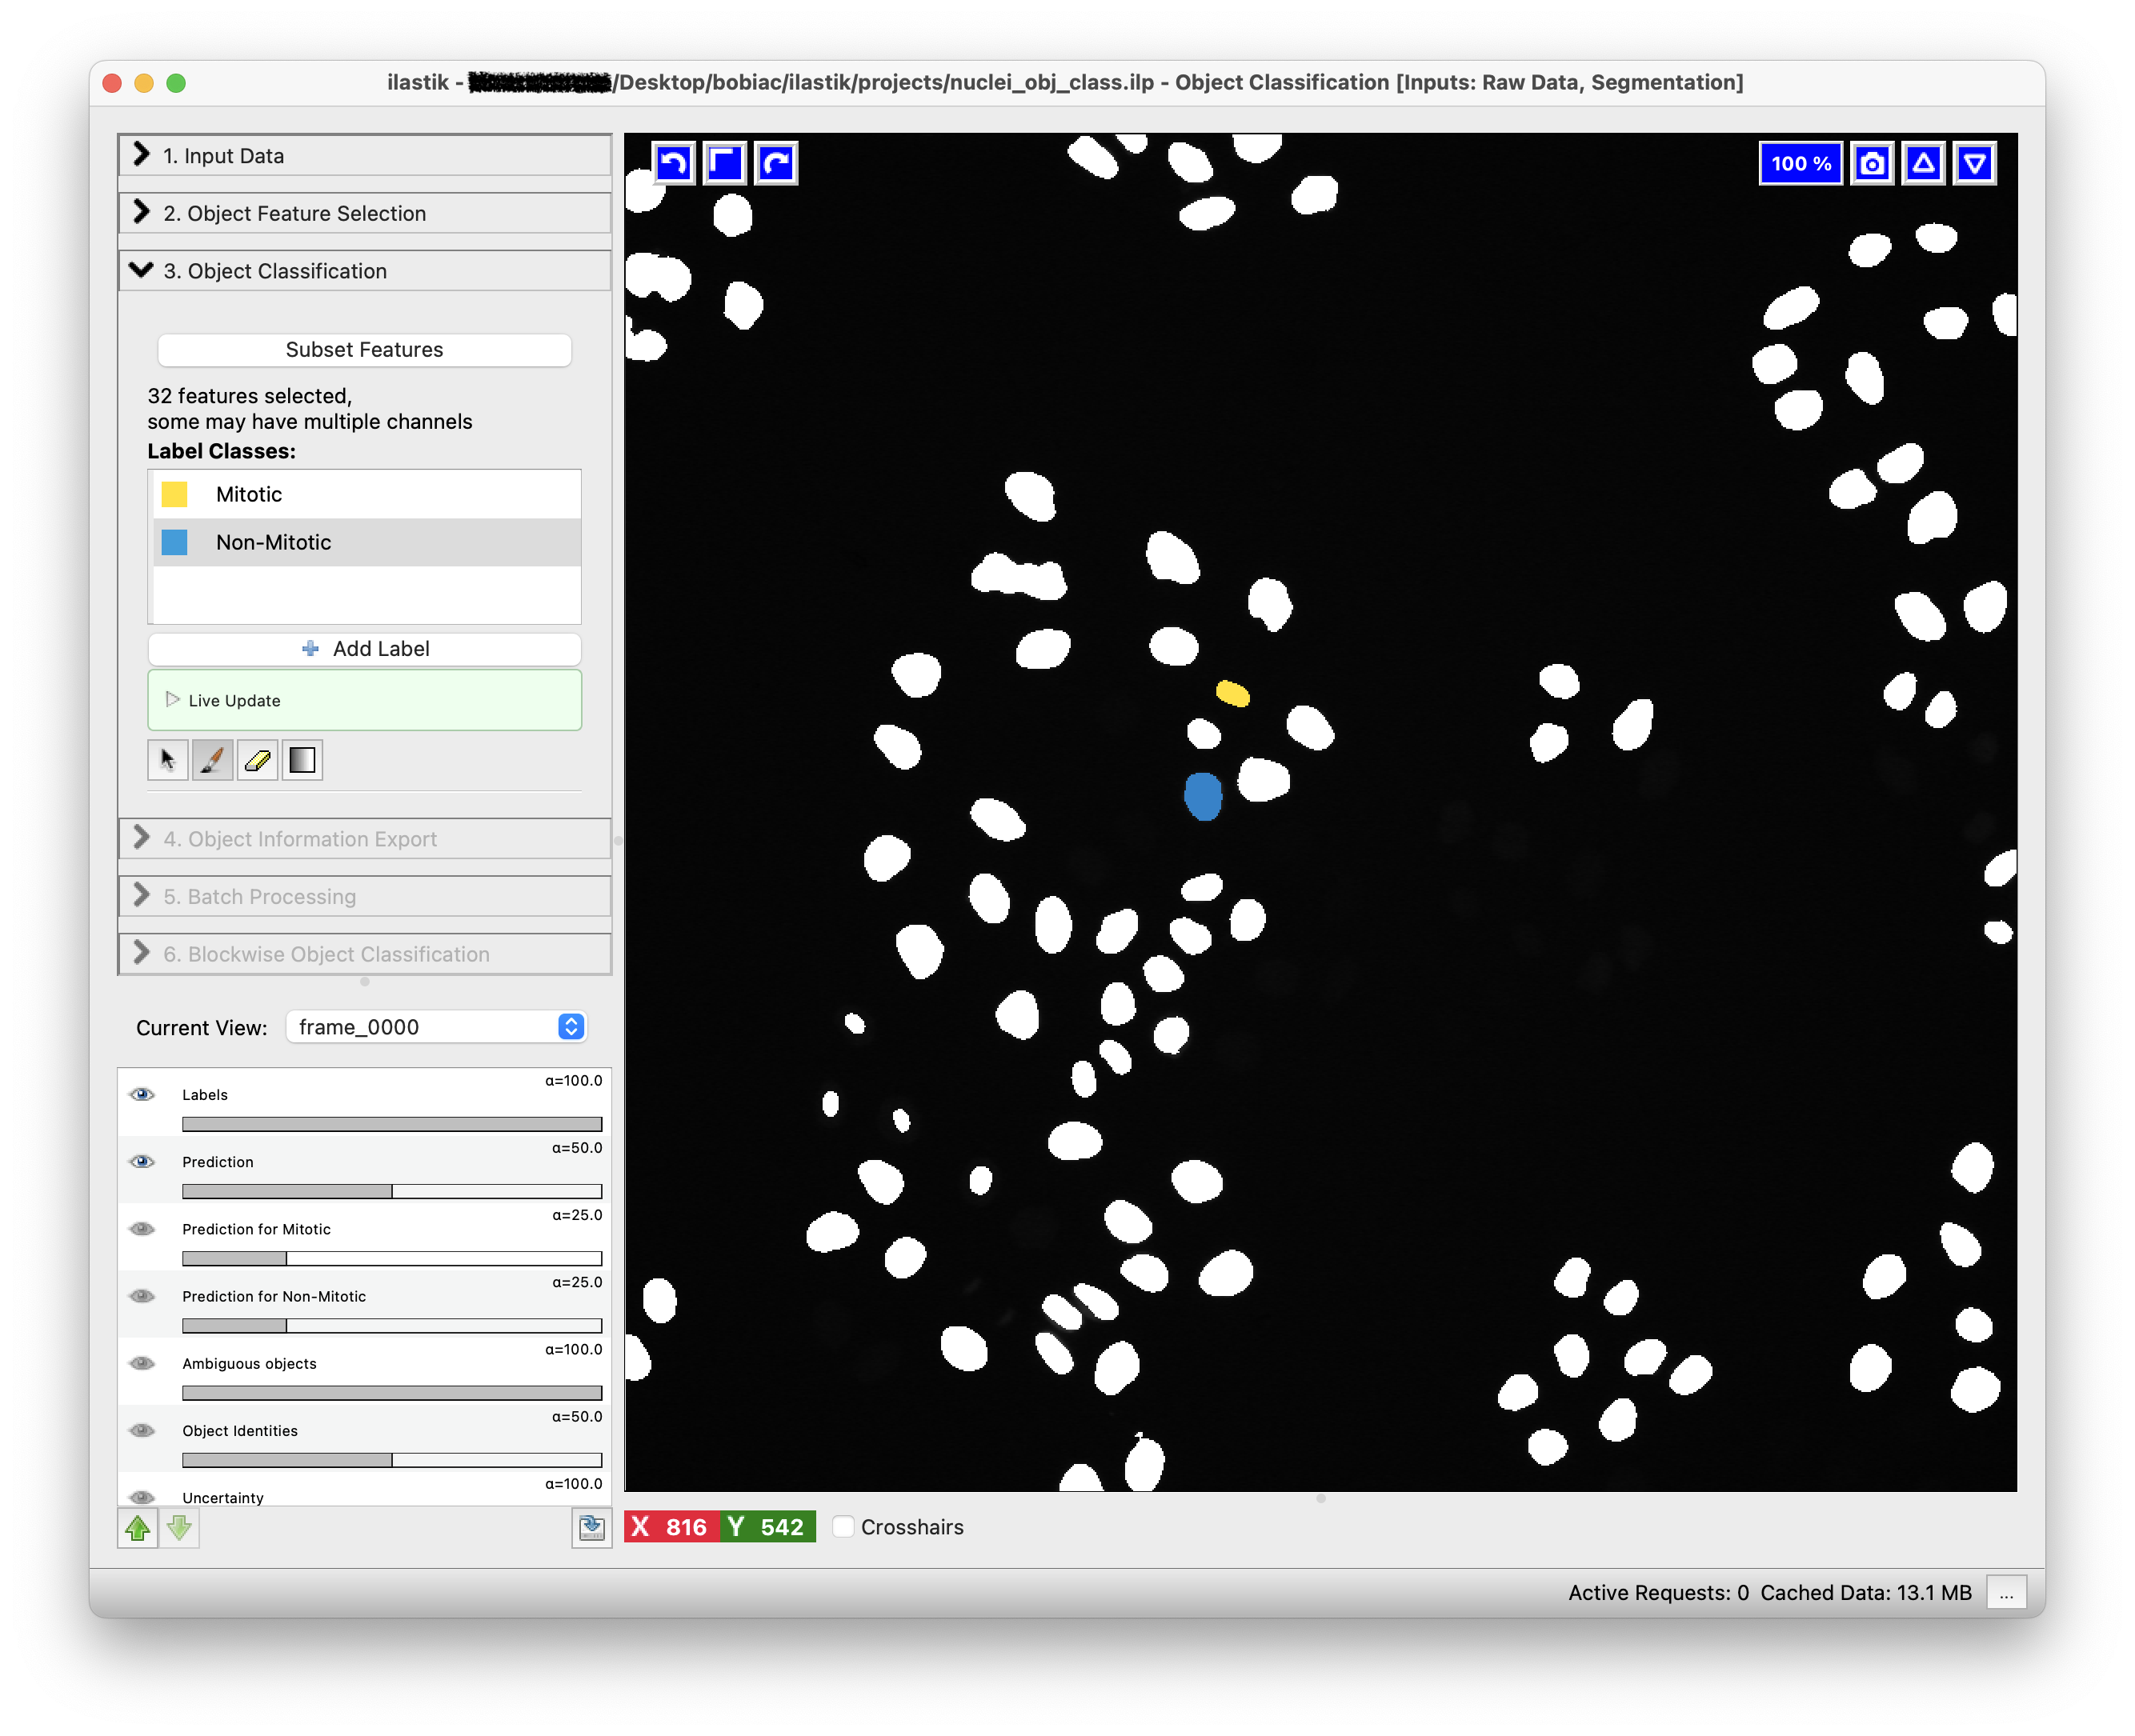 ilastik - /Desktop/bobiac/ilastik/projects/nuclei_obj_class.ilp - Object Classification [Inputs: Raw Data, Segmentation]
1. Input Data
2. Object Feature Selection
3. Object Classification
Subset Features
32 features selected,
some may have multiple channels
Label Classes:
Mitotic
Non-Mitotic
Add Label
Live Update
4. Object Information Export
5. Batch Processing
6. Blockwise Object Classification
Current View: frame_0000
α=100.0
Labels
α=50.0
Prediction
α=25.0
Prediction for Mitotic
α=25.0
Prediction for Non-Mitotic
α=100.0
Ambiguous objects
α=50.0
Object Identities
α=100.0
Uncertainty
100 %
X 816 Y 542 Crosshairs
Active Requests: 0 Cached Data: 13.1 MB ...